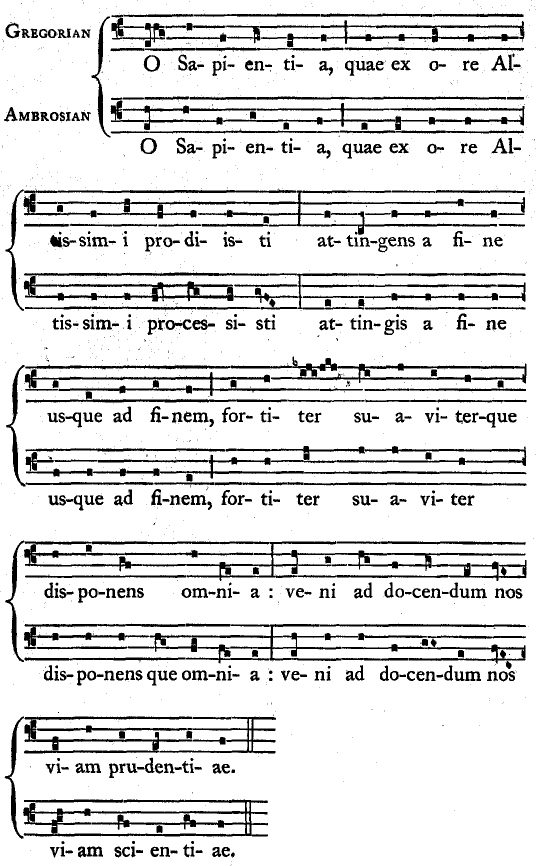 GREGORIAN
O Sa- pi- en- ti- a, quae ex o- re Al-
AMBROSIAN
O Sa- pi- en- ti- a, quae ex o- re Al-
tis-sim- i pro-di- is- ti at-tin-gens a fi- ne
tis-sim- i pro-ces- si- sti at- tin-gis a fi- ne
us-que ad fi-nem, for- ti- ter su- a- vi- ter-que
us-que ad fi-nem, for- ti- ter su- a- vi- ter
dis-po-nens om-ni- a : ve- ni ad do-cen-dum nos
dis-po-nens que om-ni- a : ve- ni ad do-cen-dum nos
vi- am pru-den-ti- ae.
vi- am sci- en- ti- ae.